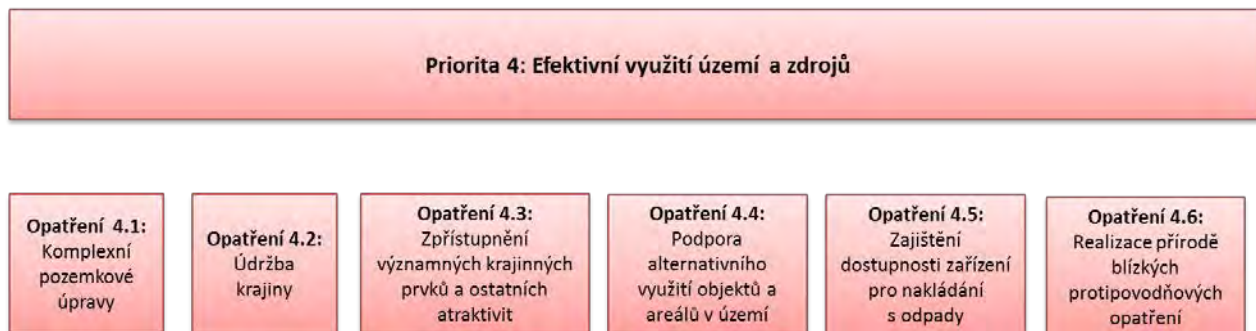 Priorita 4: Efektivní využití území a zdrojů
Opatření 4.1:
Komplexní
pozemkové
úpravy
Opatření 4.2:
Údržba
krajiny
Opatření 4.3:
Zpřístupnění
významných krajinných
prvků a ostatních
atraktivit
Opatření 4.4:
Podpora
alternativního
využití objektů a
areálů v území
Opatření 4.5:
Zajištění
dostupnosti zařízení
pro nakládání
s odpady
Opatření 4.6:
Realizace přírodě
blízkých
protipovodňových
opatření